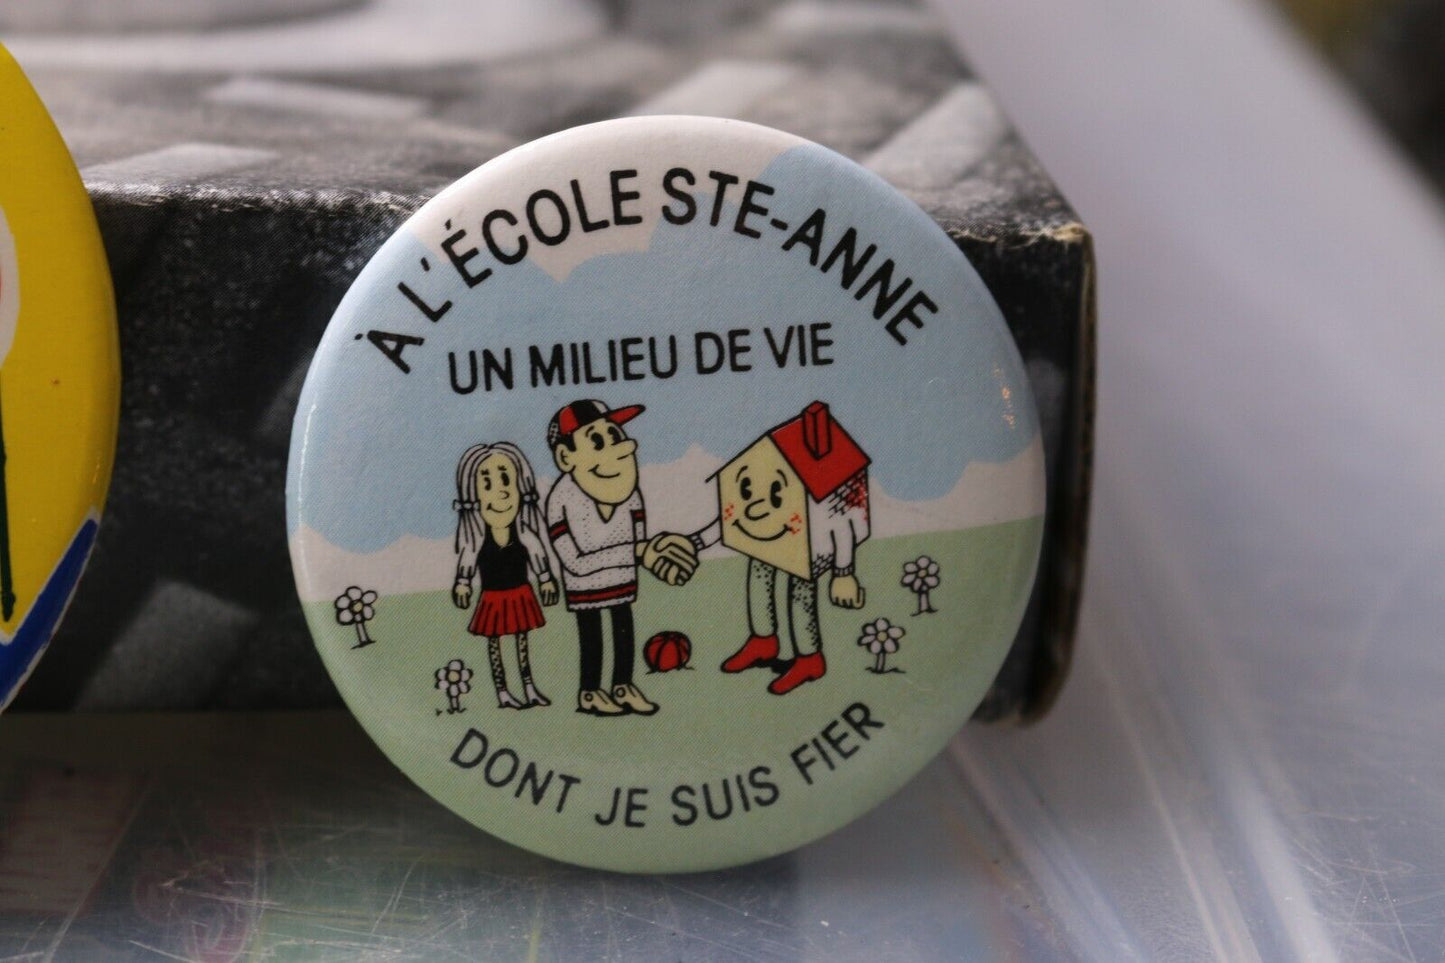 À L'ÉCOLE STE-ANNE
UN MILIEU DE VIE
DONT JE SUIS FIER